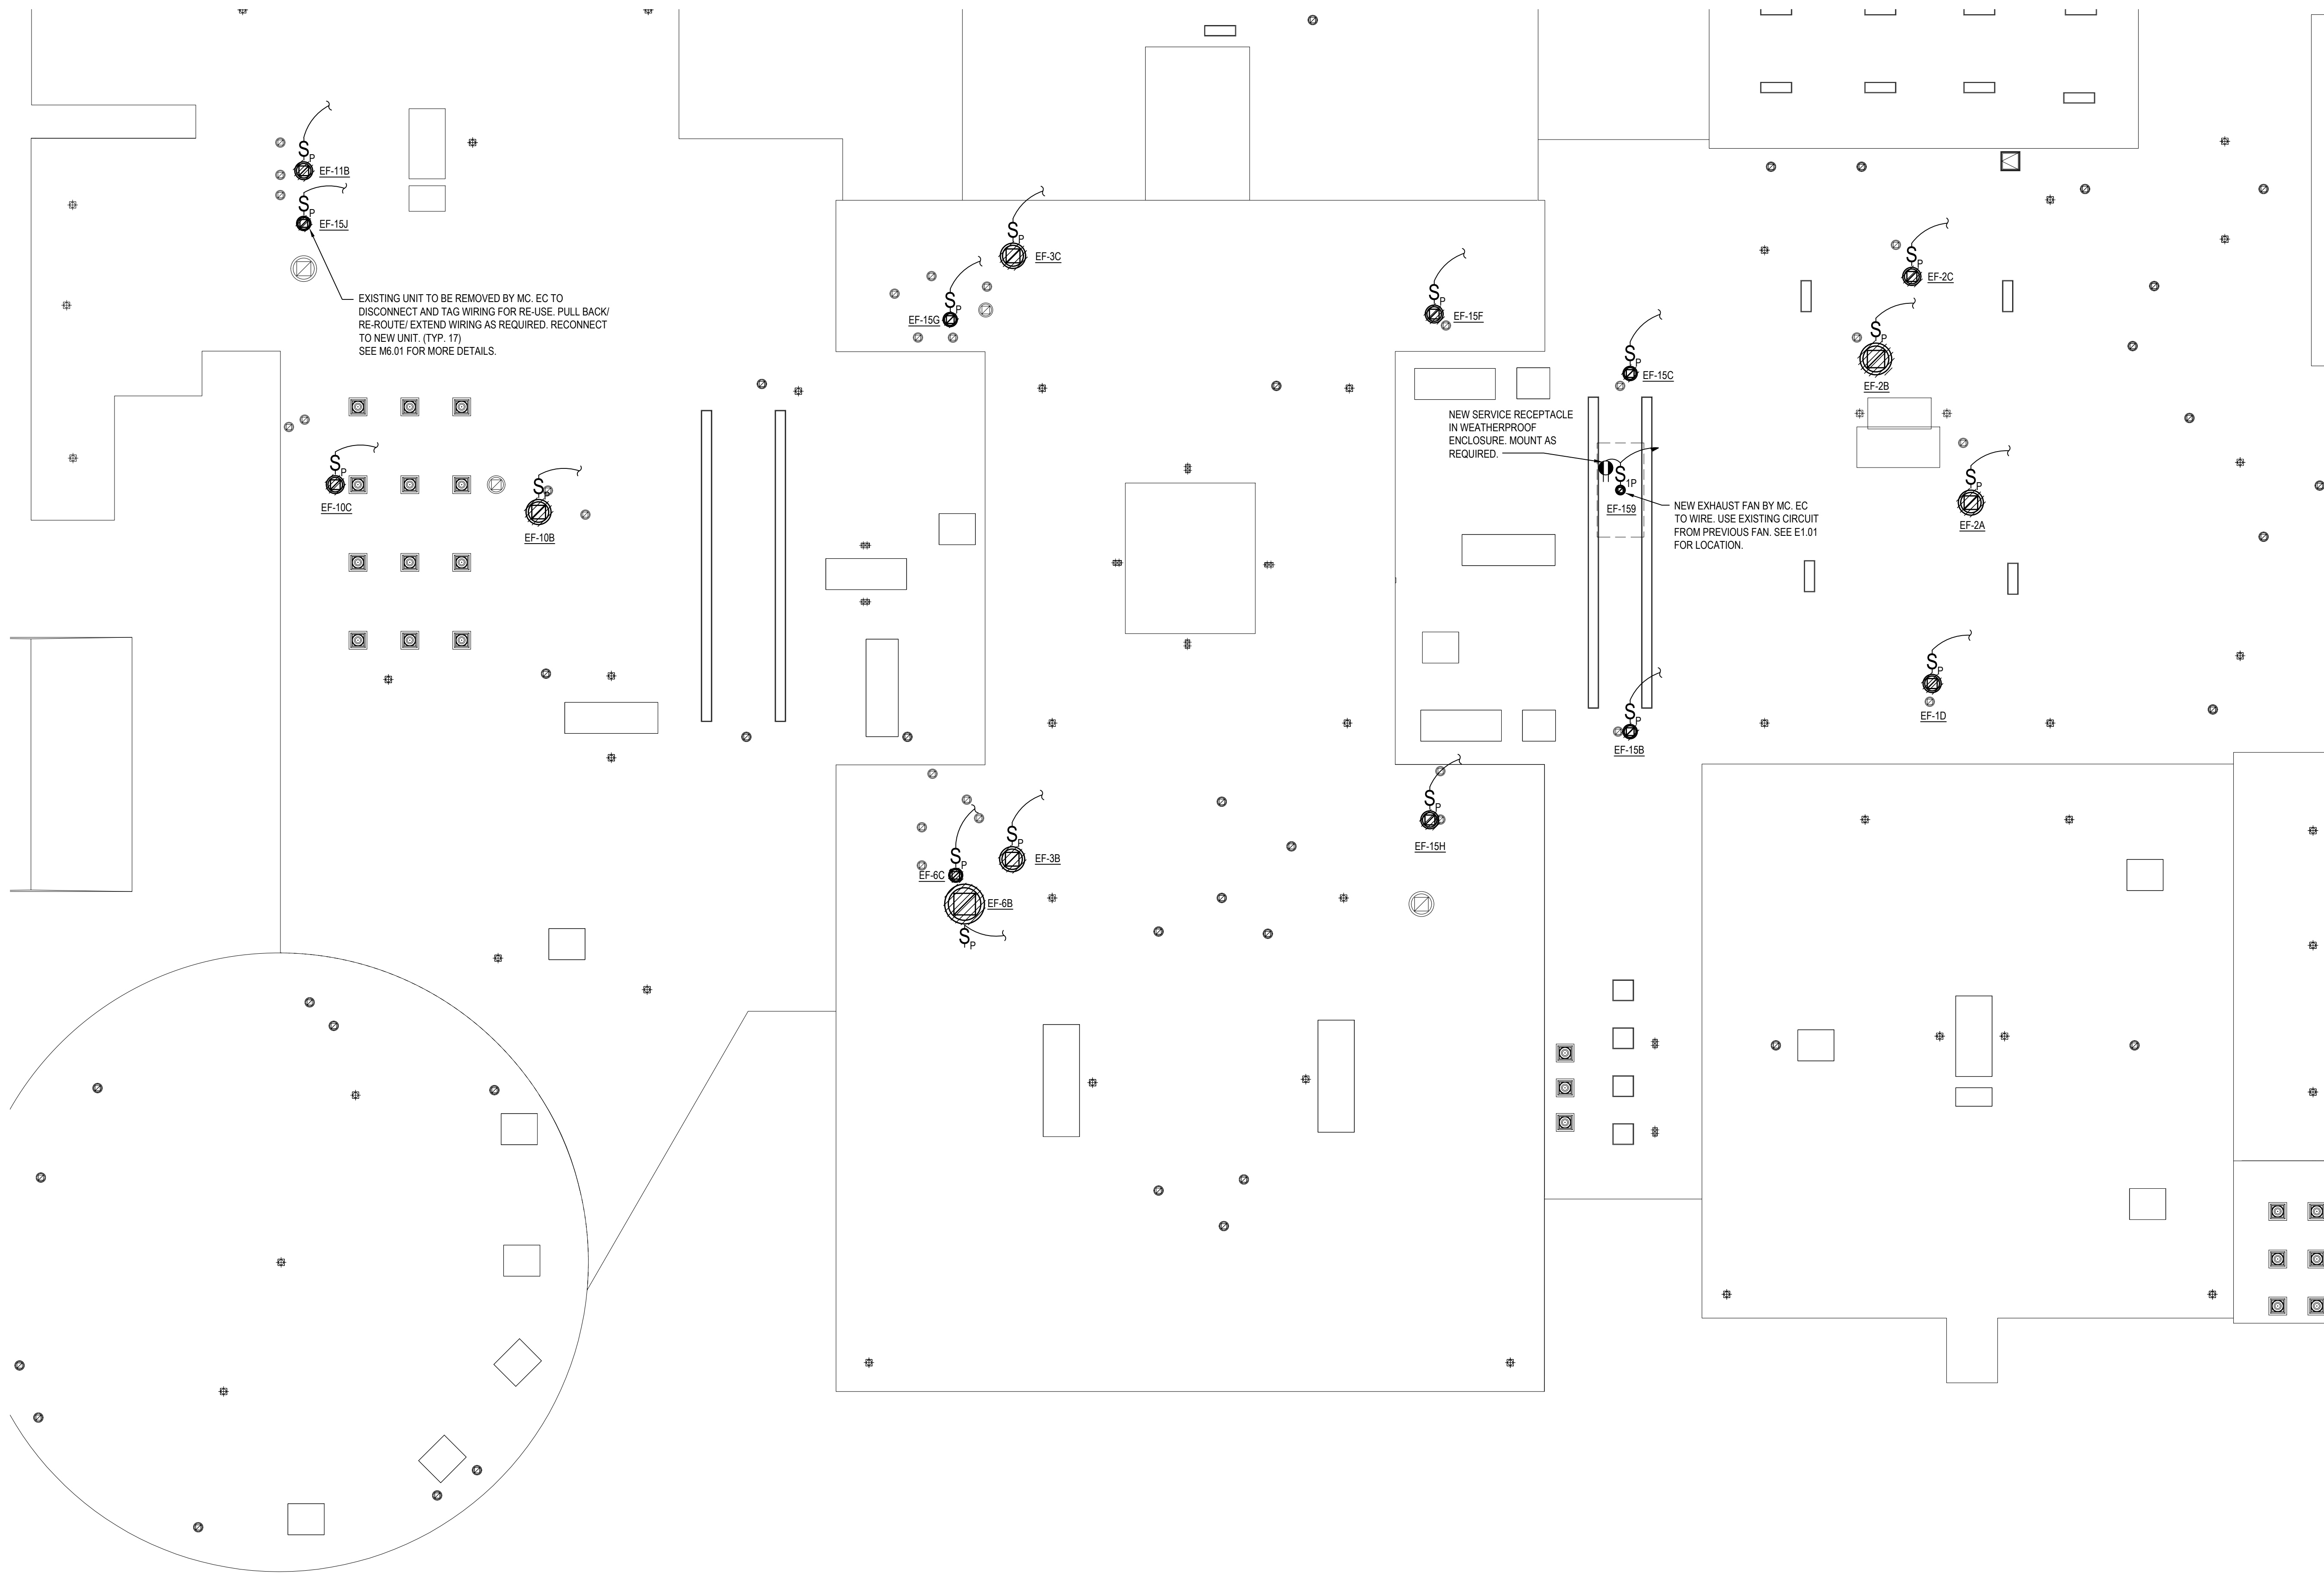 S
P
EF-11B
S
P
EF-15J
EXISTING UNIT TO BE REMOVED BY MC. EC TO
DISCONNECT AND TAG WIRING FOR RE-USE. PULL BACK/
RE-ROUTE/ EXTEND WIRING AS REQUIRED. RECONNECT
TO NEW UNIT. (TYP. 17)
SEE M6.01 FOR MORE DETAILS.
S
P
EF-3C
S
P
EF-15G
S
P
EF-15F
S
P
EF-2C
S
P
EF-2B
S
P
EF-15C
NEW SERVICE RECEPTACLE
IN WEATHERPROOF
ENCLOSURE. MOUNT AS
REQUIRED.
S
1P
EF-159
NEW EXHAUST FAN BY MC. EC
TO WIRE. USE EXISTING CIRCUIT
FROM PREVIOUS FAN. SEE E1.01
FOR LOCATION.
S
P
EF-2A
S
P
EF-10C
S
P
EF-10B
S
P
EF-1D
S
P
EF-15B
S
P
EF-15H
S
P
EF-3B
S
P
EF-6C
EF-6B
S
P